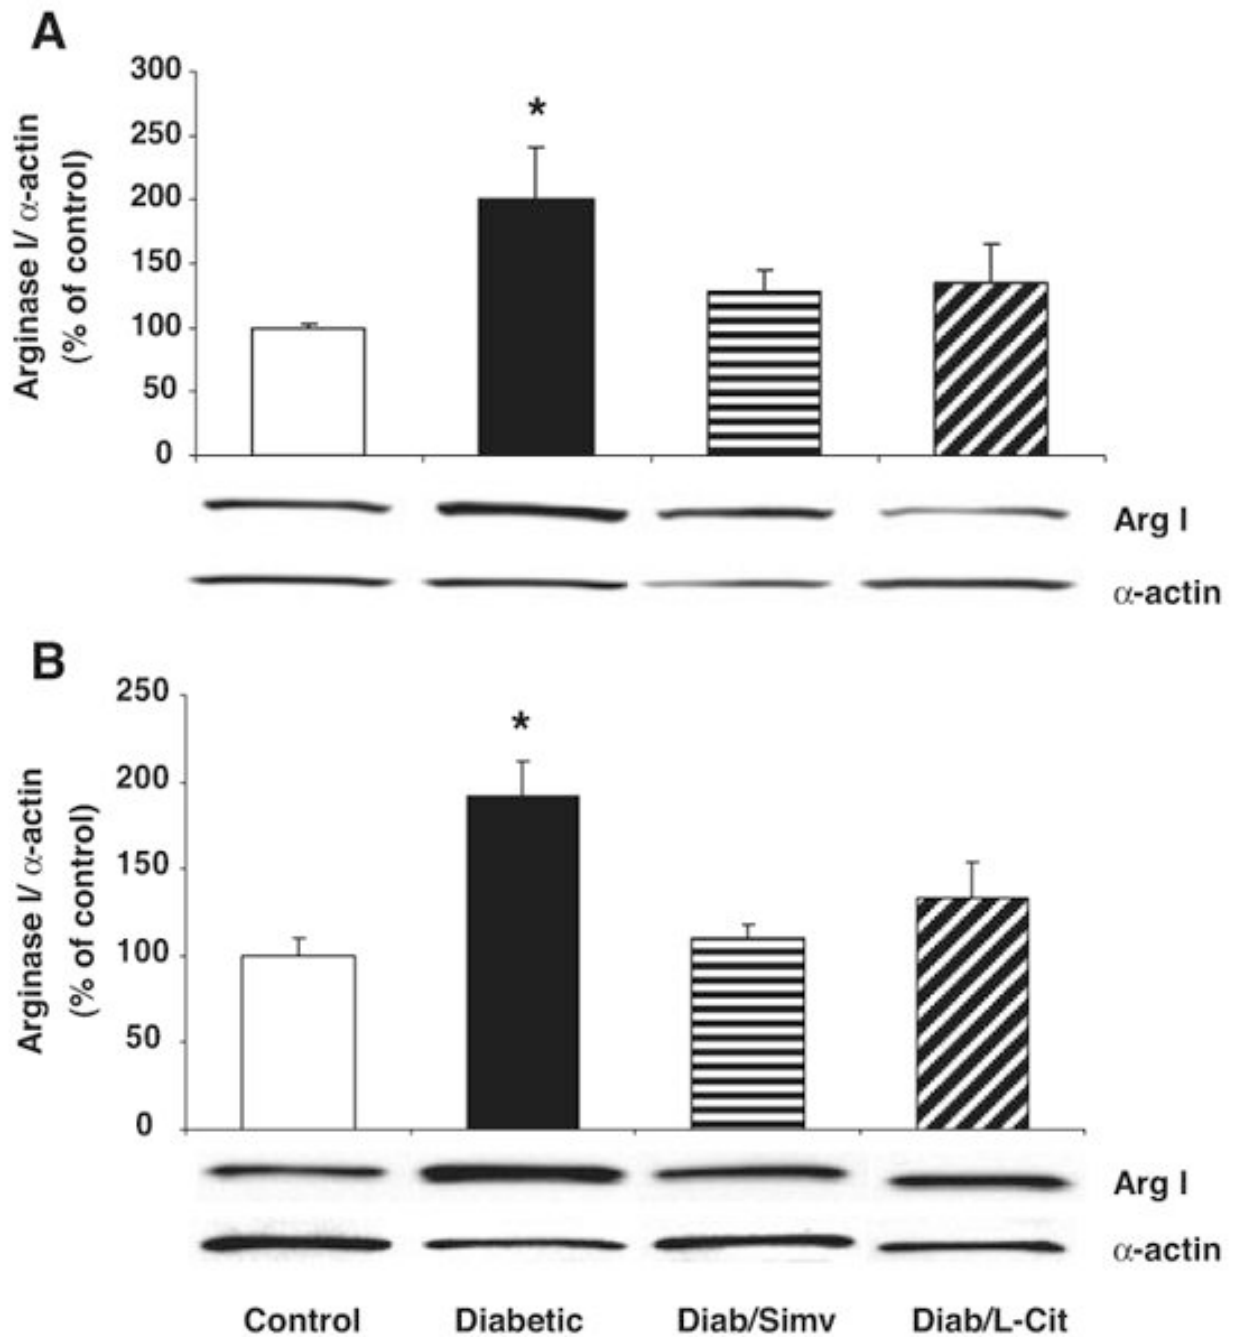 A
300
250
200
150
100
50
0
Arginase I/ α-actin
(% of control)
*
Arg I
α-actin
B
250
200
150
100
50
0
Arginase I/ α-actin
(% of control)
*
Arg I
α-actin
Control Diabetic Diab/Simv Diab/L-Cit